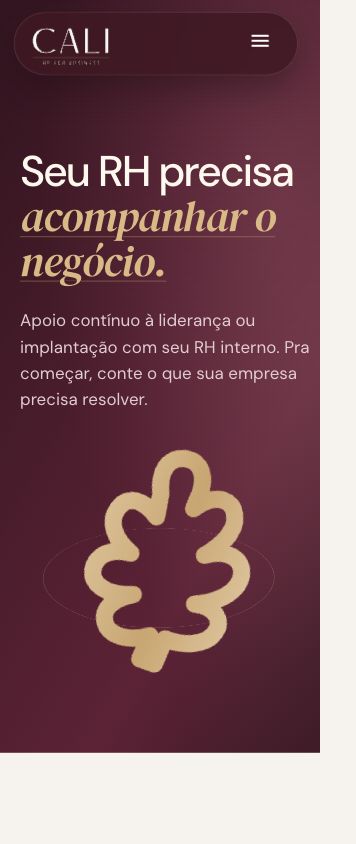 CALI
Seu RH precisa
acompanhar o
negócio.
Apoio contínuo à liderança ou
implantação com seu RH interno. Pra
começar, conte o que sua empresa
precisa resolver.